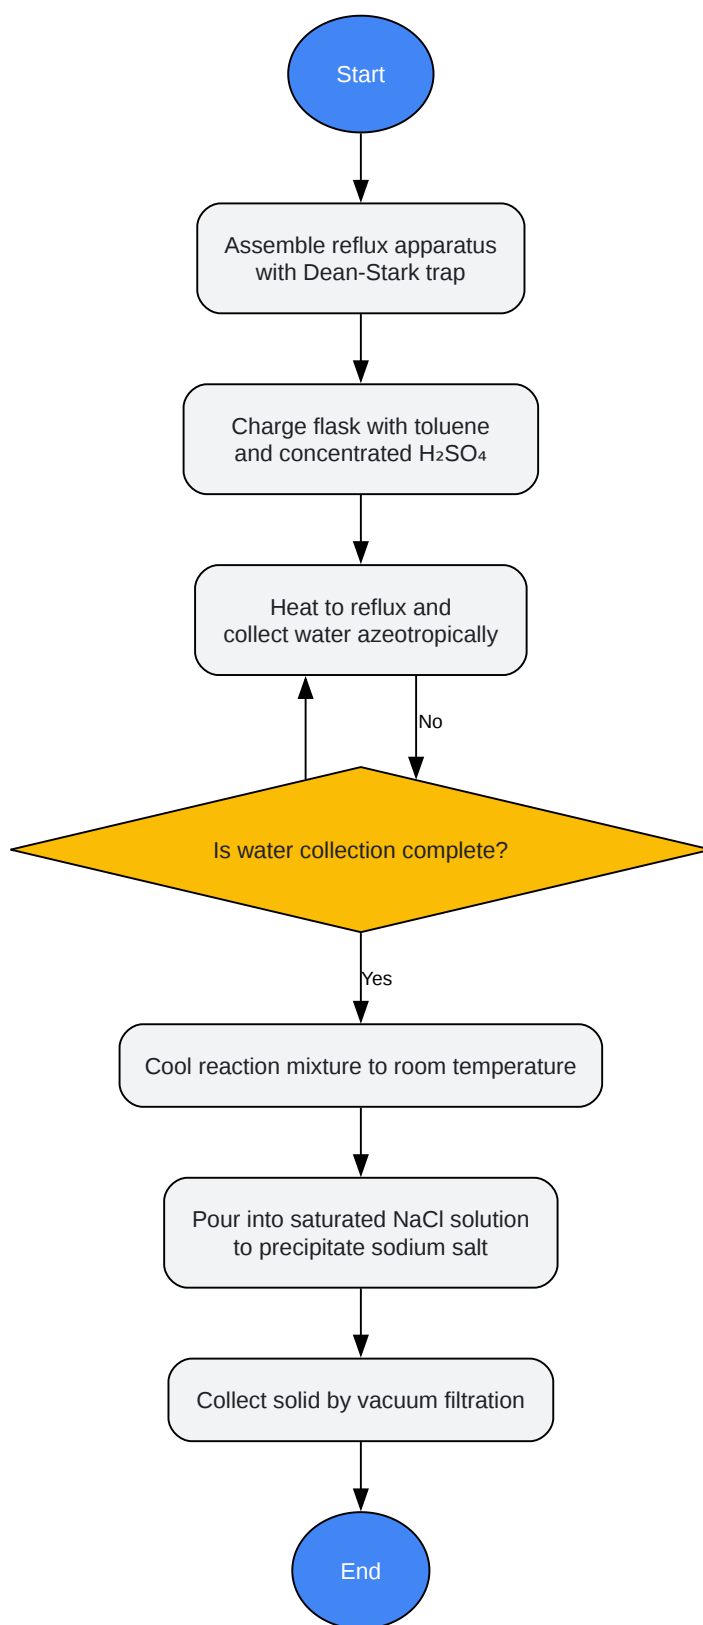 Start
Assemble reflux apparatus
with Dean-Stark trap
Charge flask with toluene
and concentrated H₂SO₄
Heat to reflux and
collect water azeotropically
No
Is water collection complete?
Yes
Cool reaction mixture to room temperature
Pour into saturated NaCl solution
to precipitate sodium salt
Collect solid by vacuum filtration
End